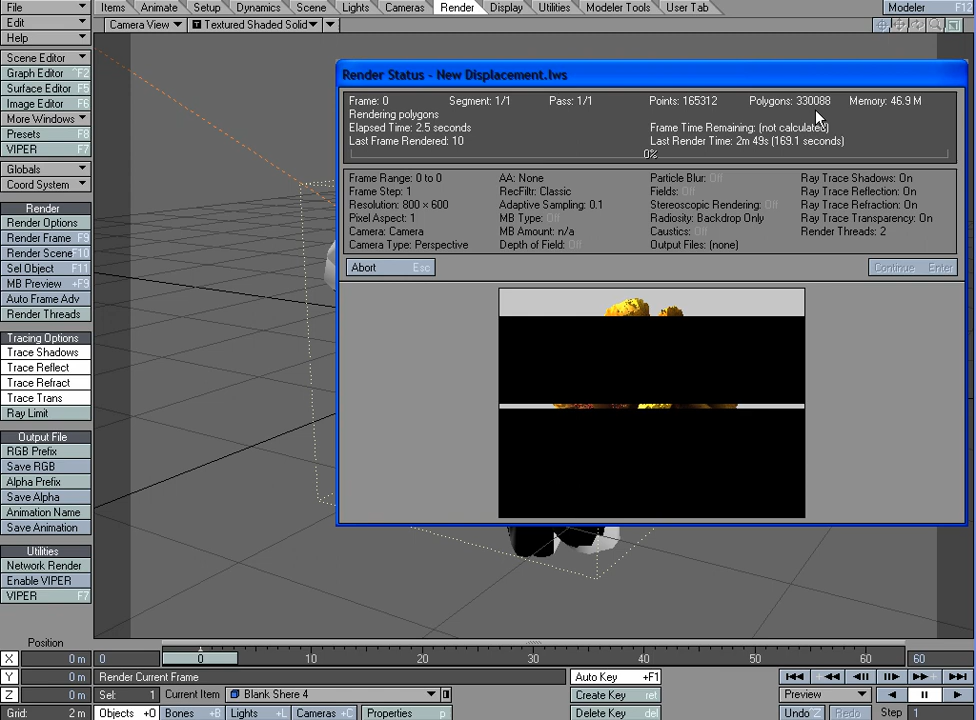 File Items Animate Setup Dynamics Scene Lights Cameras Render Display Utilities Modeler Tools User Tab Modeler F12
Edit Camera View Textured Shaded Solid
Help
Scene Editor
Graph Editor ^F2
Surface Editor F5
Image Editor F6
More Windows
Presets F8
VIPER F7
Globals
Coord System
Render
Render Options
Render Frame F9
Render Scene F10
Sel Object F11
MB Preview +F9
Auto Frame Adv
Render Threads
Tracing Options
Trace Shadows
Trace Reflect
Trace Refract
Trace Trans
Ray Limit
Output File
RGB Prefix
Save RGB
Alpha Prefix
Save Alpha
Animation Name
Save Animation
Utilities
Network Render
Enable VIPER
VIPER F7
Render Status - New Displacement.lws
Frame: 0 Segment: 1/1 Pass: 1/1 Points: 165312 Polygons: 330088 Memory: 46.9 M
Rendering polygons
Elapsed Time: 2.5 seconds Frame Time Remaining: (not calculated)
Last Frame Rendered: 10 Last Render Time: 2m 49s (169.1 seconds)
0%
Frame Range: 0 to 0 AA: None Particle Blur: Off Ray Trace Shadows: On
Frame Step: 1 RecFiltr: Classic Fields: Off Ray Trace Reflection: On
Resolution: 800 × 600 Adaptive Sampling: 0.1 Stereoscopic Rendering: Off Ray Trace Refraction: On
Pixel Aspect: 1 MB Type: Off Radiosity: Backdrop Only Ray Trace Transparency: On
Camera: Camera MB Amount: n/a Caustics: Off Render Threads: 2
Camera Type: Perspective Depth of Field: Off Output Files: (none)
Abort Esc Continue Enter
Position
X 0 m 0 0 10 20 30 40 50 60
Y 0 m Render Current Frame Auto Key +F1
Z 0 m Sel: 1 Current Item Blank Shere 4 Create Key ret Preview
Grid: 2 m Objects +O Bones +B Lights +L Cameras +C Properties p Delete Key del Undo ^Z Redo Step 1